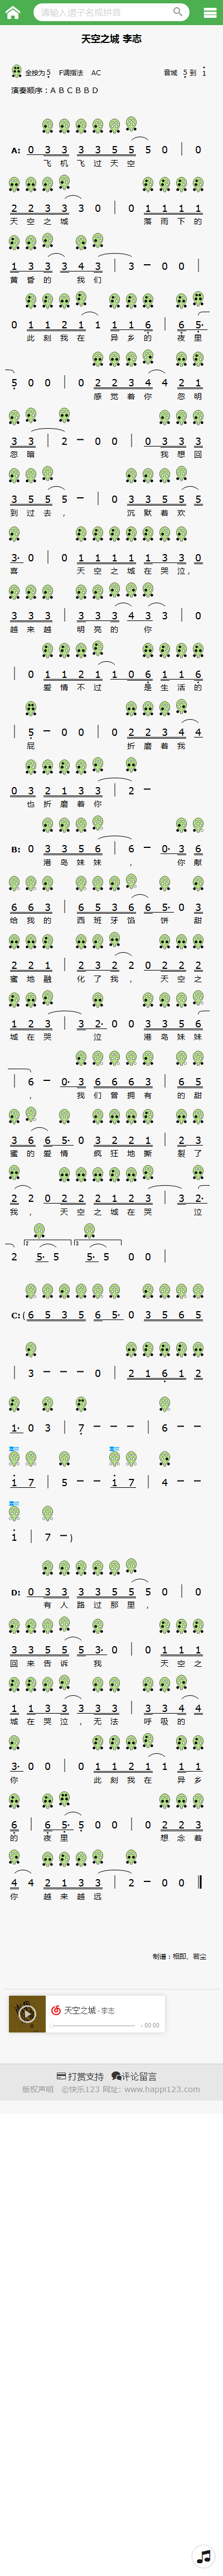 请输入谱子名或拼音
天空之城 李志
全按为 5 F调指法 AC 音域 5 到 1
演奏顺序：A B C B B D
A: 0 3 3 3 3 5 5 5 0 0
飞 机 飞 过 天 空
2 2 3 3 3 0 0 1 1 1 1
天 空 之 城 落 雨 下 的
1 3 3 3 4 3 3 - 0 0
黄 昏 的 我 们
0 1 1 2 1 1 1 1 6 6 5·
此 刻 我 在 异 乡 的 夜 里
5 0 0 0 2 2 3 4 4 2 1
感 觉 着 你 忽 明
3 3 2 - 0 0 0 3 3 3
忽 暗 我 想 回
3 5 5 5 - 0 3 3 5 5 5
到 过 去 , 沉 默 着 欢
3· 0 0 1 1 1 1 1 3 3 0
喜 天 空 之 城 在 哭 泣 ,
3 3 3 3 3 3 4 3 3 0
越 来 越 明 亮 的 你
0 1 1 2 1 1 0 6 1 1 6
爱 情 不 过 是 生 活 的
5 - 0 0 0 2 2 3 4 4
屁 折 磨 着 我
0 3 2 1 3 3 2 -
也 折 磨 着 你
B: 0 3 3 5 6 6 - 0· 3 6
港 岛 妹 妹 , 你 献
6 6 3 6 5 3 6 6 5· 0 3
给 我 的 西 班 牙 馅 饼 甜
2 2 1 2 3 2 2 0 2 2 2
蜜 地 融 化 了 我 , 天 空 之
1 2 3 3 2· 0 0 3 3 5 6
城 在 哭 泣 港 岛 妹 妹
6 - 0· 3 6 6 6 3 6 5
, 我 们 曾 拥 有 的 甜
3 6 6 5· 0 3 2 2 1 2 3
蜜 的 爱 情 疯 狂 地 撕 裂 了
2 2 0 2 2 2 1 2 3 3 2·
我 , 天 空 之 城 在 哭 泣
2 5· 5 5· 5 0 0
C: ( 6 5 3 5 6 5· 0 3 5 6 5
3 - - - 0 2 1 6 1 2
1· 0 3 7 - - - 6 - -
1 7 5 - - 1 7 4 - -
1 7 - )
D: 0 3 3 3 3 5 5 5 0 0
有 人 路 过 那 里 ,
3 3 5 5 5 3· 0 0 1 1 1
回 来 告 诉 我 天 空 之
1 1 3 3 3 3 3 3 3 4 4
城 在 哭 泣 , 无 法 呼 吸 的
3· 0 0 0 1 1 2 1 1 1 1
你 此 刻 我 在 异 乡
6 6 5· 5 0 0 0 2 2 3
的 夜 里 想 念 着
4 4 2 1 3 3 2 - 0 0
你 越 来 越 远
制谱：相即、若尘
天空之城 - 李志
- 00:00
打赏支持 评论留言
版权声明 ©快乐123 网址: www.happi123.com